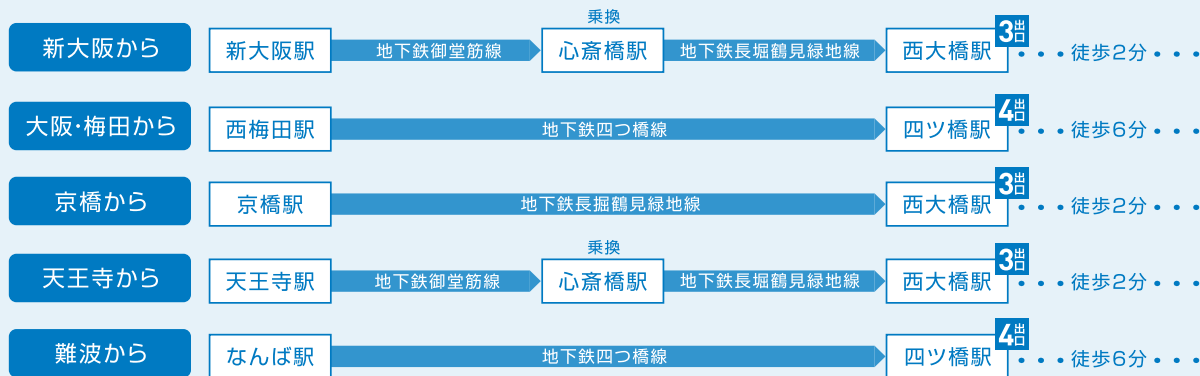 乗換
新大阪から 新大阪駅 地下鉄御堂筋線 心斎橋駅 地下鉄長堀鶴見緑地線 西大橋駅 3出口 ・・・徒歩2分・・・
大阪・梅田から 西梅田駅 地下鉄四つ橋線 四ツ橋駅 4出口 ・・・徒歩6分・・・
京橋から 京橋駅 地下鉄長掘鶴見緑地線 西大橋駅 3出口 ・・・徒歩2分・・・
乗換
天王寺から 天王寺駅 地下鉄御堂筋線 心斎橋駅 地下鉄長堀鶴見緑地線 西大橋駅 3出口 ・・・徒歩2分・・・
難波から なんば駅 地下鉄四つ橋線 四ツ橋駅 4出口 ・・・徒歩6分・・・